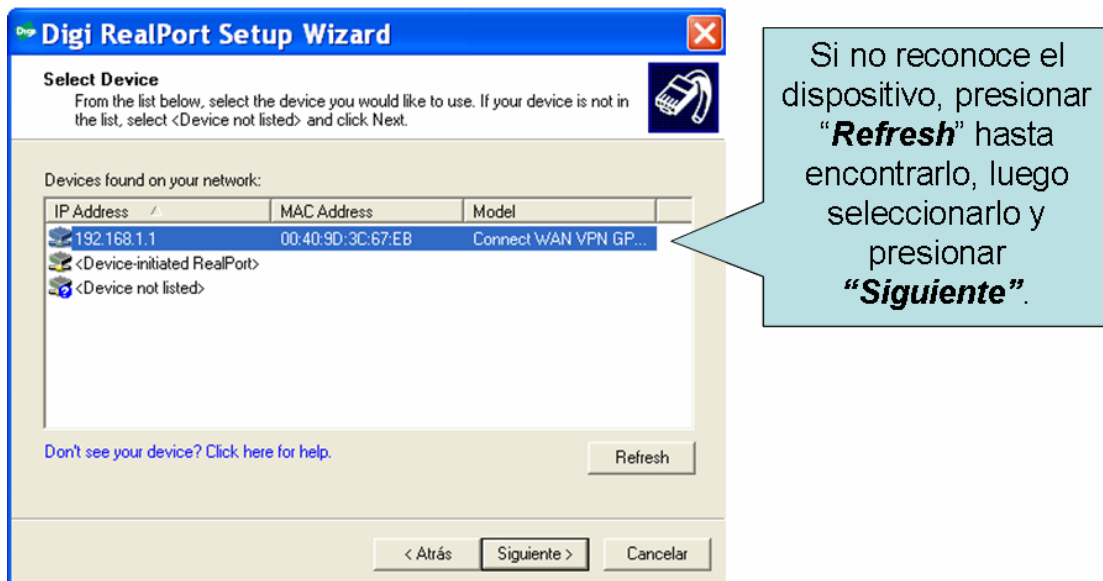 Digi Digi RealPort Setup Wizard
Select Device
From the list below, select the device you would like to use. If your device is not in
the list, select <Device not listed> and click Next.
Devices found on your network:
IP Address MAC Address Model
192.168.1.1 00:40:9D:3C:67:EB Connect WAN VPN GP...
<Device-initiated RealPort>
<Device not listed>
Don't see your device? Click here for help.
Refresh
< Atrás Siguiente > Cancelar
Si no reconoce el
dispositivo, presionar
“Refresh” hasta
encontrarlo, luego
seleccionarlo y
presionar
“Siguiente”.